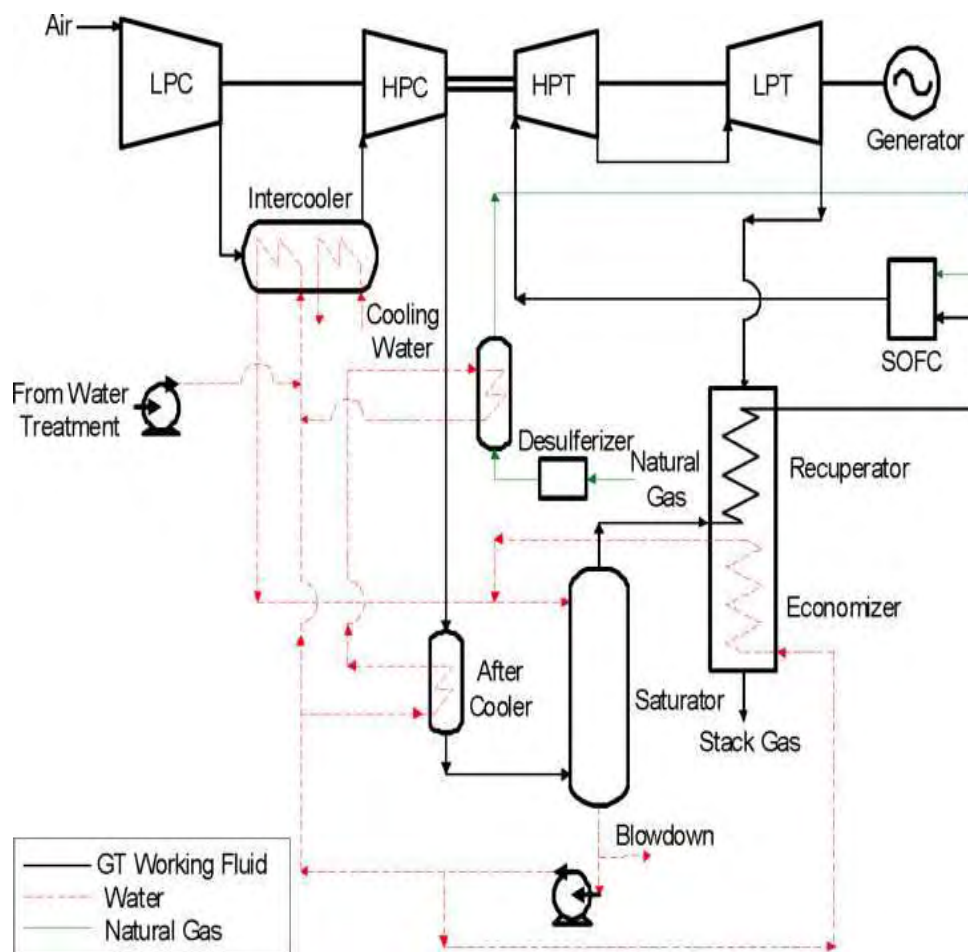 Air
LPC
HPC
HPT
LPT
Generator
Intercooler
Cooling
Water
SOFC
From Water
Treatment
Desulferizer
Natural
Gas
Recuperator
Economizer
After
Cooler
Saturator
Stack Gas
Blowdown
GT Working Fluid
Water
Natural Gas